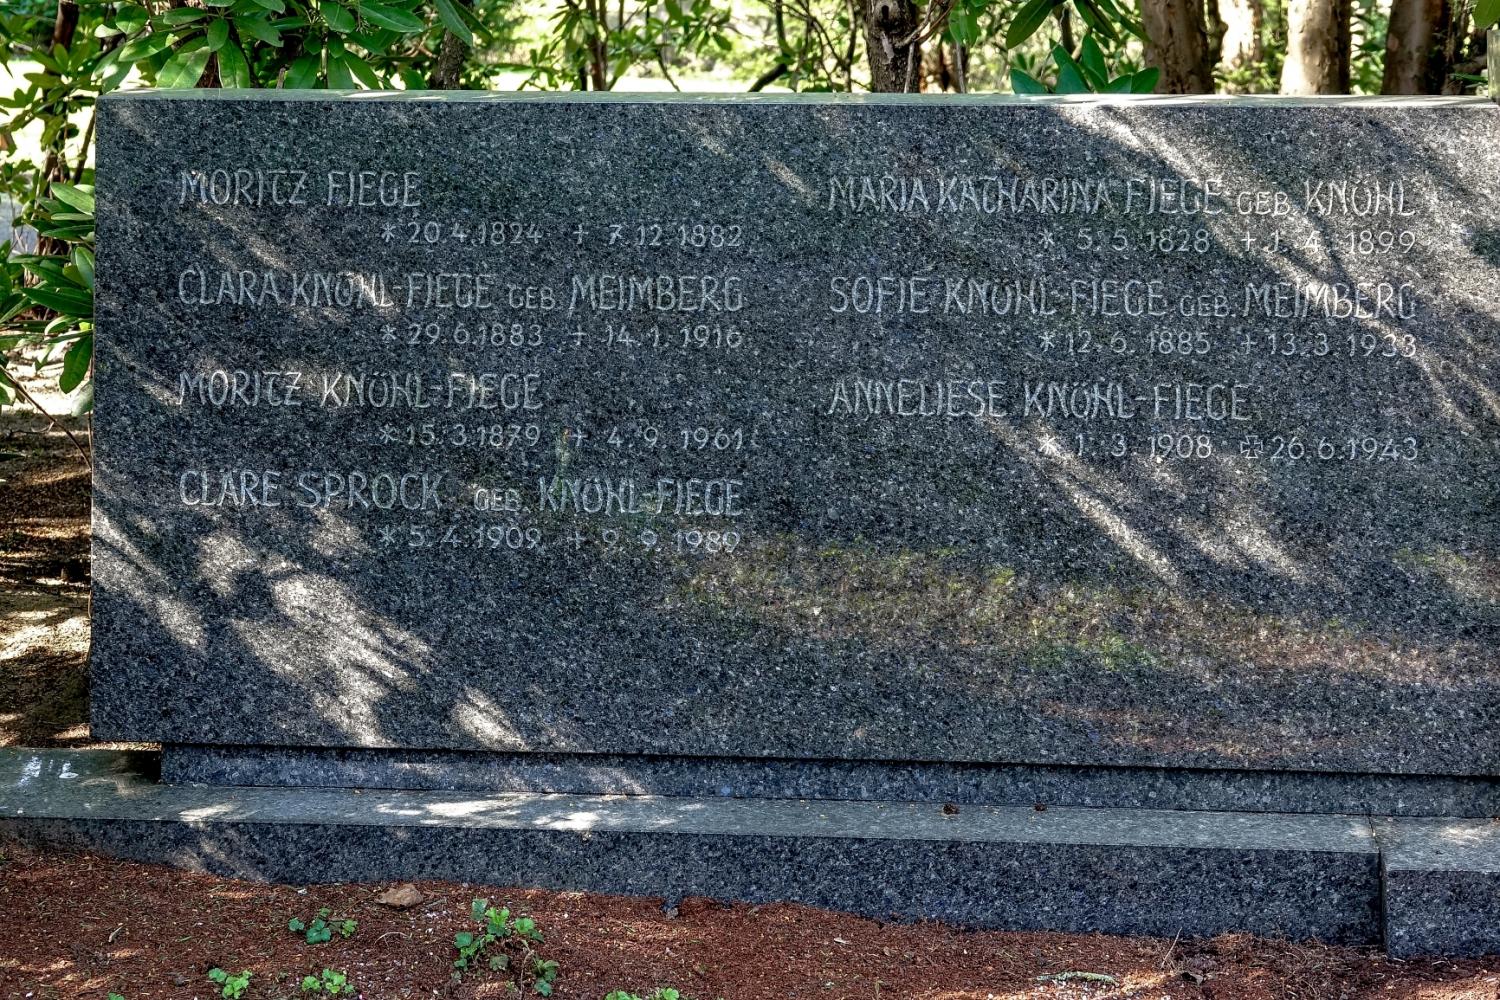 MORITZ FIEGE
* 20.4.1824 + 7.12.1882
CLARA KNÖHL-FIEGE GEB. MEIMBERG
* 29.6.1883 + 14.1.1916
MORITZ KNÖHL-FIEGE
* 15.3.1879 + 4.9.1961
CLÄRE SPROCK GEB. KNÖHL-FIEGE
* 5.4.1909 + 9.9.1989
MARIA KATHARINA FIEGE GEB. KNÖHL
* 5.5.1828 + 1.4.1899
SOFIE KNÖHL-FIEGE GEB. MEIMBERG
* 12.6.1885 + 13.3.1933
ANNELIESE KNÖHL-FIEGE
* 1.3.1908 ✠ 26.6.1943